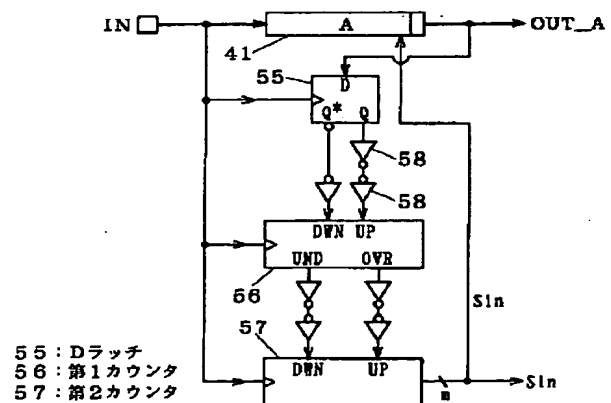 IN
A
OUT_A
41
55
D
Q* Q
58
58
DWN UP
UND OVR
56
Sin
57
DWN UP
m
Sin
55:Dラッチ
56:第1カウンタ
57:第2カウンタ